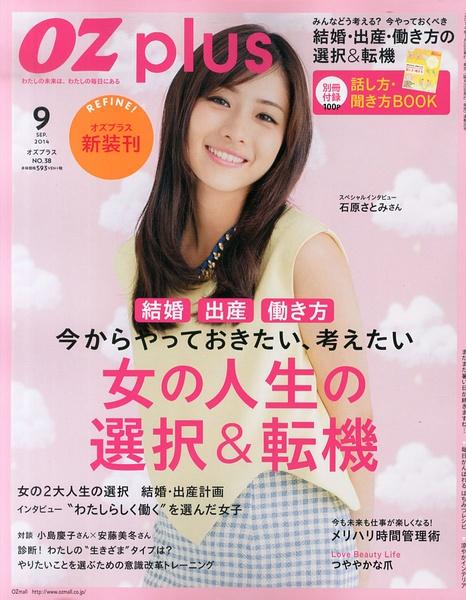 OZ plus
わたしの未来は、わたしの毎日にある
みんなどう考える? 今やっておくべき
結婚・出産・働き方の
選択&転機
別冊
付録
100P
話し方・
聞き方BOOK
REFINE!
オズプラス
新装刊
9
SEP.
2014
オズプラス
NO.38
本体価格593YEN+税
スペシャルインタビュー
石原さとみさん
結婚 出産 働き方
今からやっておきたい、考えたい
女の人生の
選択&転機
女の2大人生の選択 結婚・出産計画
インタビュー “わたしらしく働く”を選んだ女子
対談 小島慶子さん×安藤美冬さん
診断! わたしの“生きざま”タイプは?
やりたいことを選ぶための意識改革トレーニング
今も未来も仕事が楽しくなる!
メリハリ時間管理術
Love Beauty Life
つややかな爪
OZmall http://www.ozmall.co.jp/